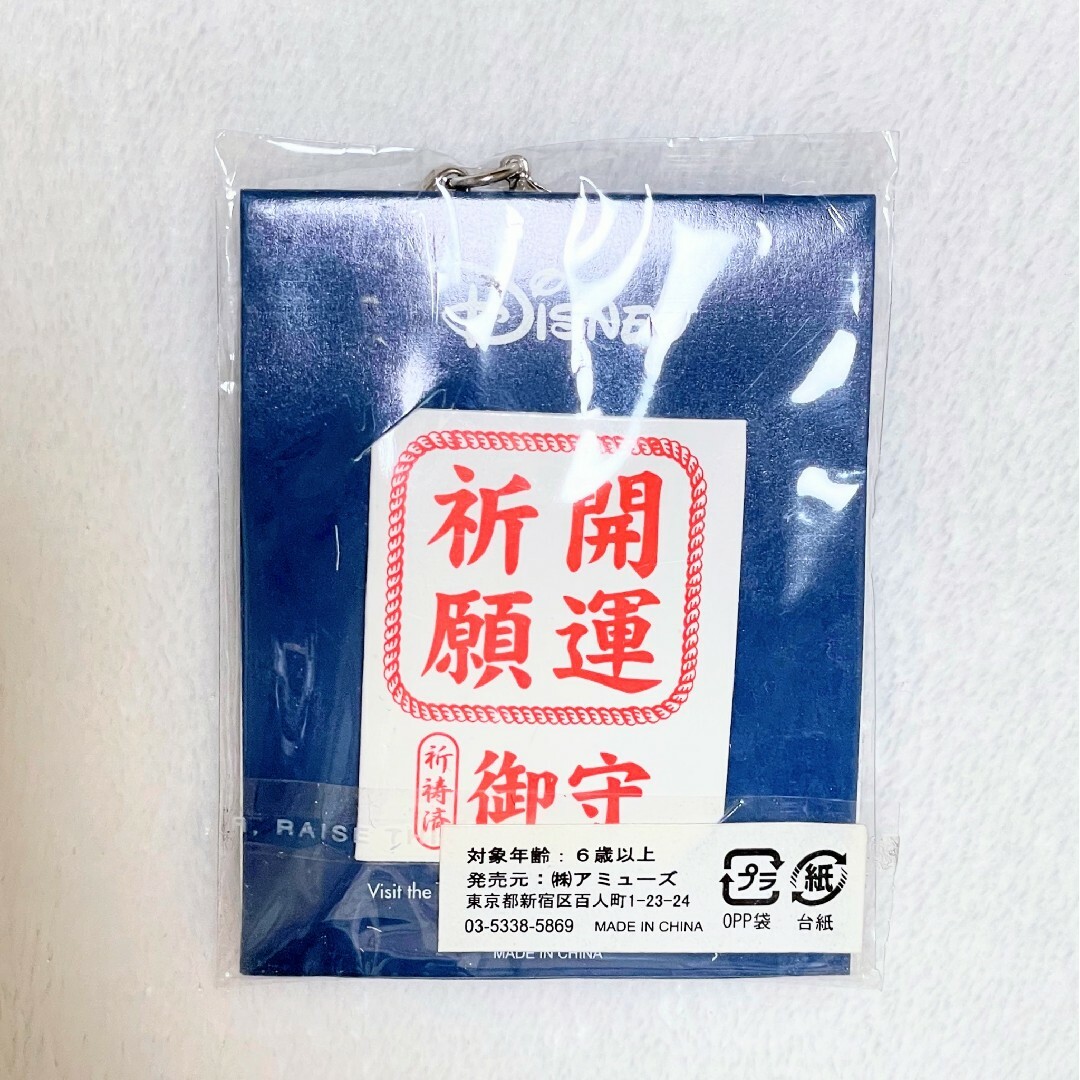 DISNEY
開運
祈願
御守
祈祷済
RAISE
Visit the
対象年齢：６歳以上
発売元：㈱アミューズ
東京都新宿区百人町1-23-24
03-5338-5869 MADE IN CHINA
プラ
OPP袋
紙
台紙
MADE IN CHINA